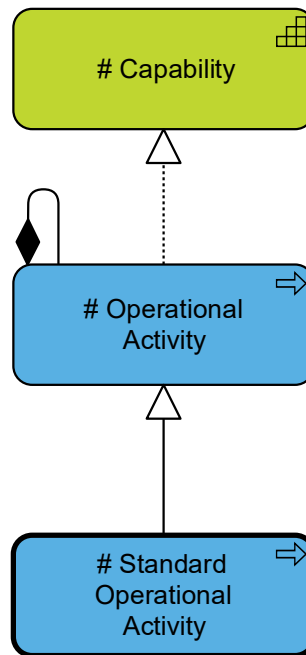 # Capability
# Operational
Activity
# Standard
Operational
Activity